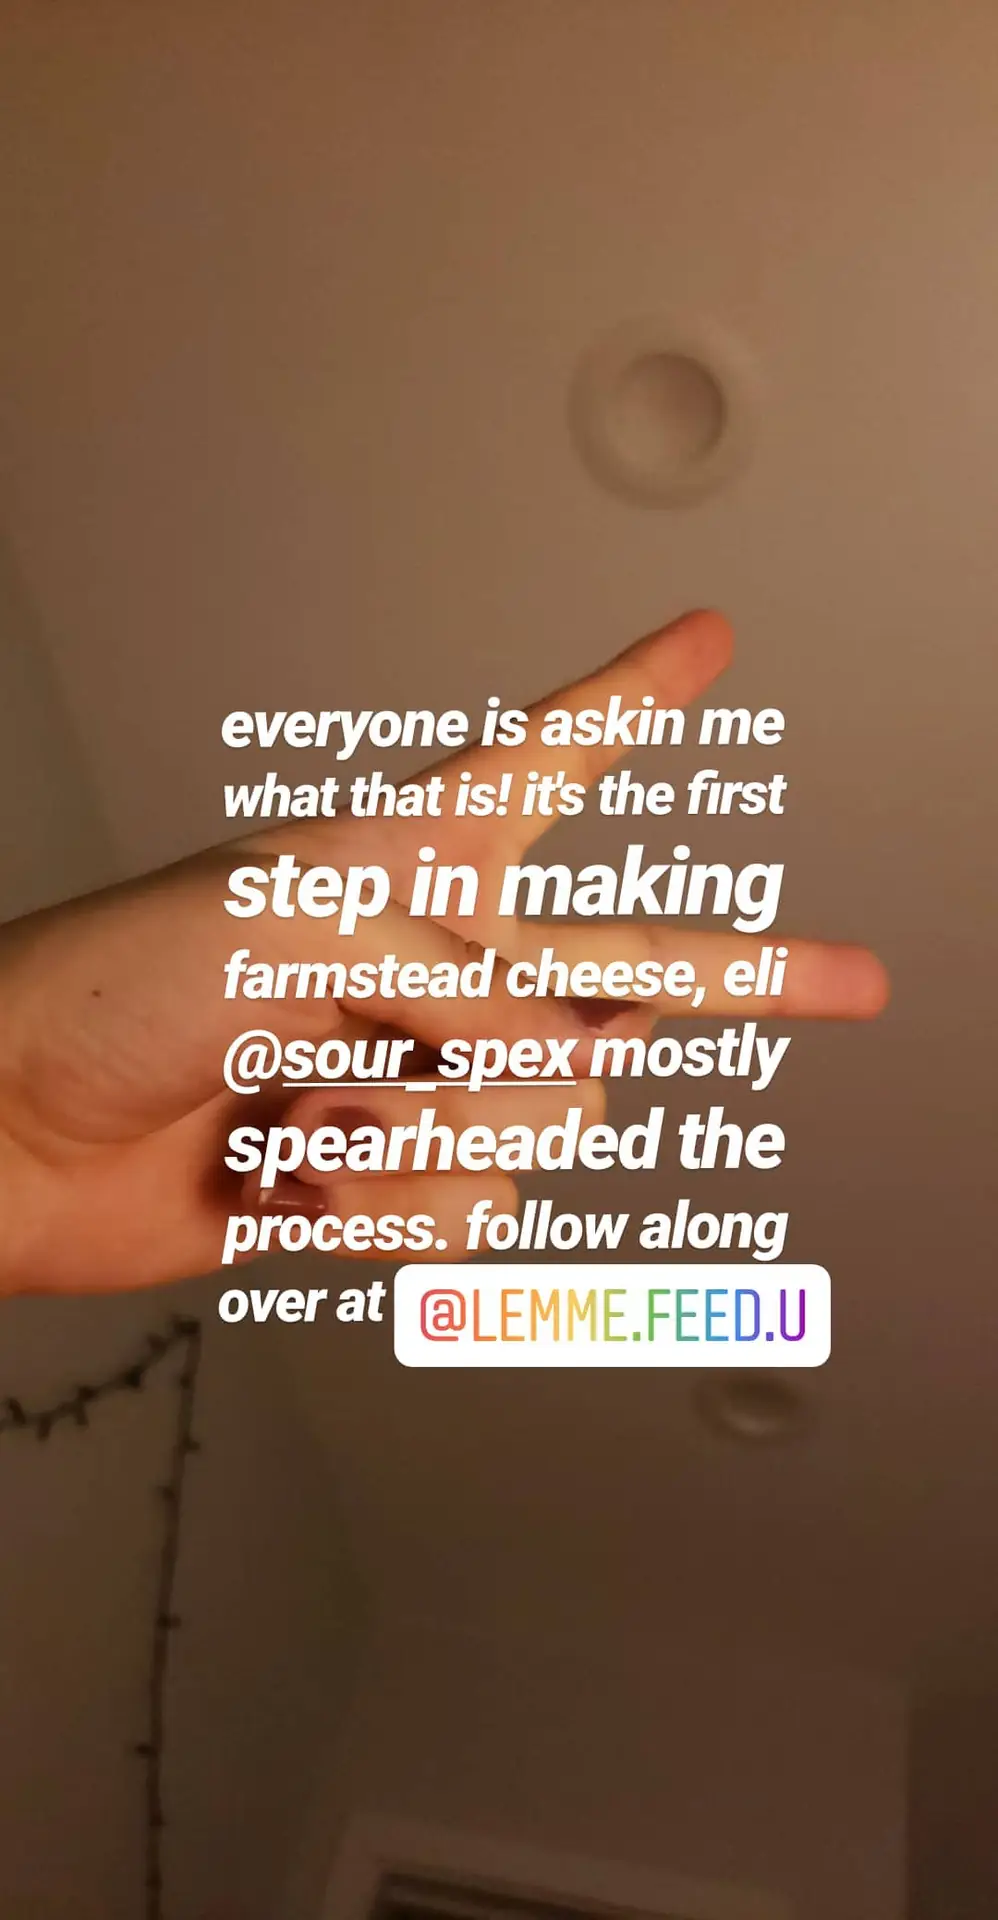 everyone is askin me
what that is! it's the first
step in making
farmstead cheese, eli
@sour_spex mostly
spearheaded the
process. follow along
over at @LEMME.FEED.U